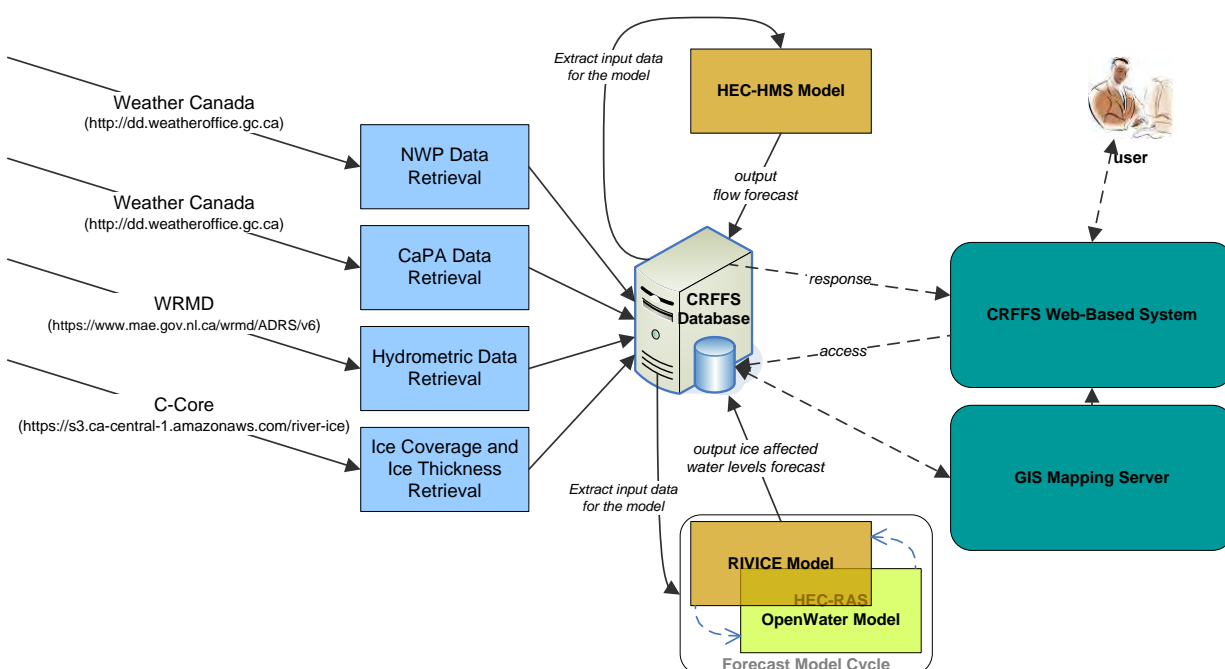 Extract input data
for the model
HEC-HMS Model
Weather Canada
(http://dd.weatheroffice.gc.ca)
NWP Data
Retrieval
output
flow forecast
user
Weather Canada
(http://dd.weatheroffice.gc.ca)
CaPA Data
Retrieval
CRFFS
Database
response
CRFFS Web-Based System
WRMD
(https://www.mae.gov.nl.ca/wrmd/ADRS/v6)
Hydrometric Data
Retrieval
access
C-Core
(https://s3.ca-central-1.amazonaws.com/river-ice)
Ice Coverage and
Ice Thickness
Retrieval
output ice affected
water levels forecast
GIS Mapping Server
Extract input data
for the model
RIVICE Model
HEC-RAS
OpenWater Model
Forecast Model Cycle